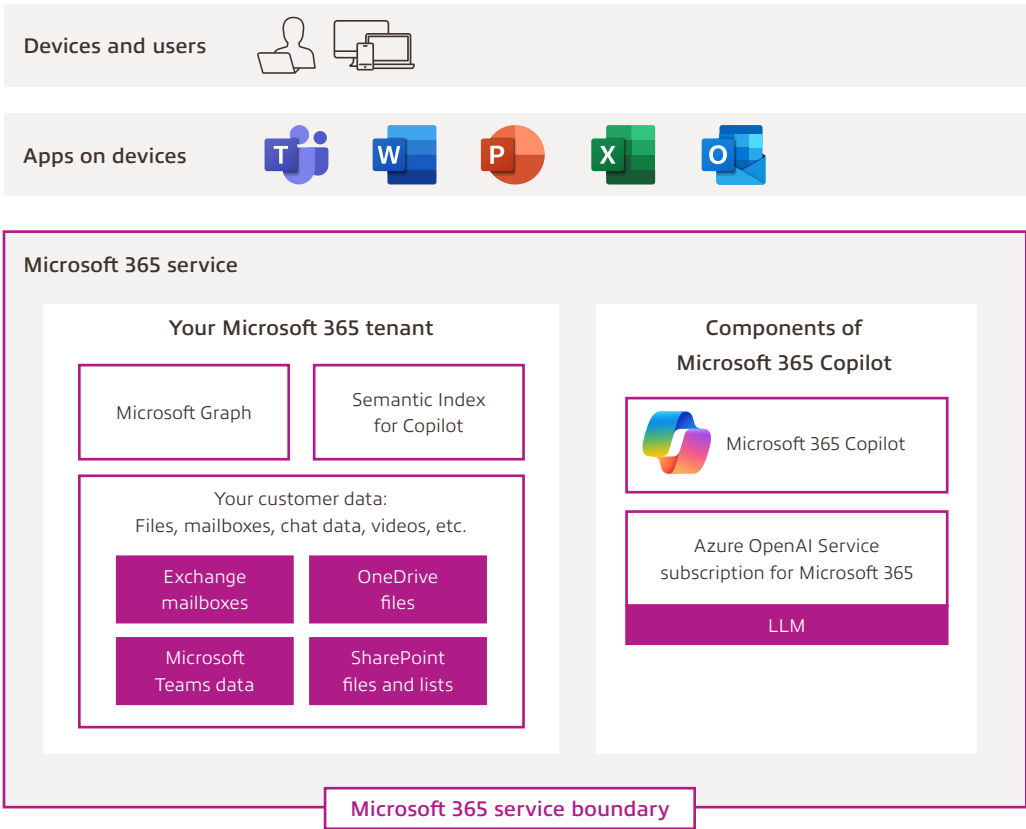 Devices and users
Apps on devices
T
W
P
X
O
Microsoft 365 service
Your Microsoft 365 tenant
Microsoft Graph
Semantic Index
for Copilot
Your customer data:
Files, mailboxes, chat data, videos, etc.
Exchange
mailboxes
OneDrive
files
Microsoft
Teams data
SharePoint
files and lists
Components of
Microsoft 365 Copilot
Microsoft 365 Copilot
Azure OpenAI Service
subscription for Microsoft 365
LLM
Microsoft 365 service boundary